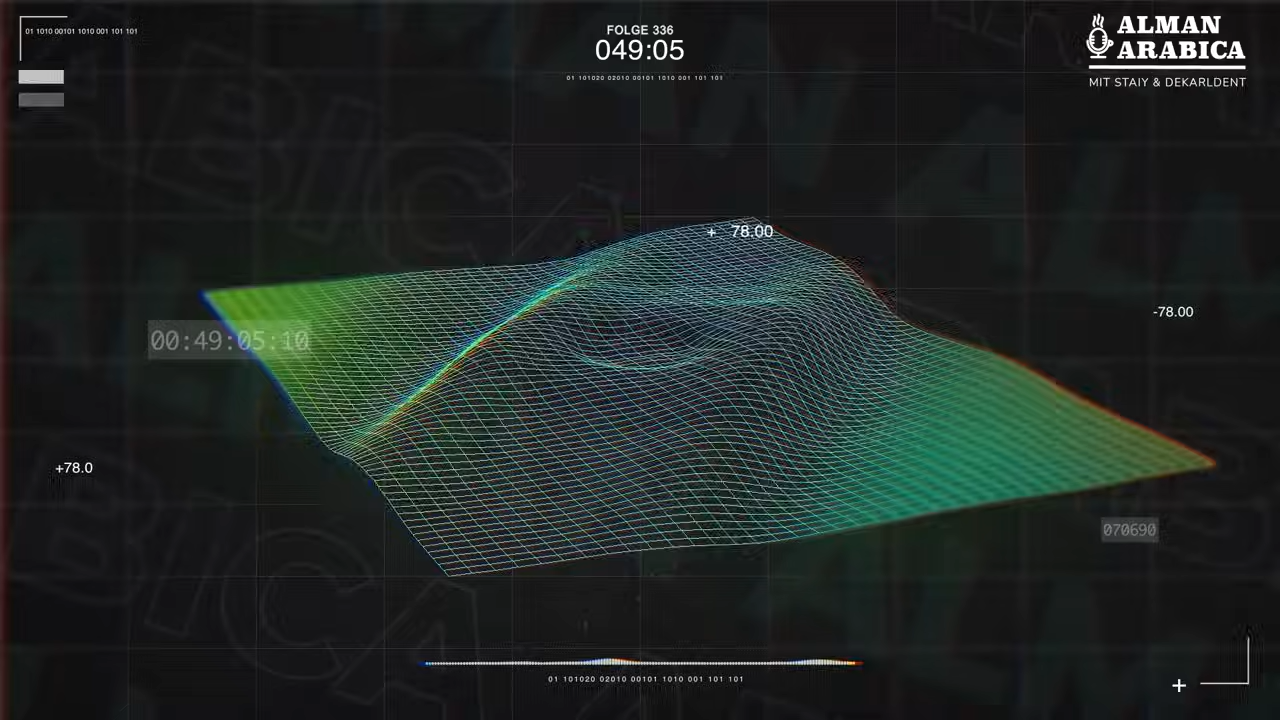 01 1010 00101 1010 001 101 101
FOLGE 336
049:05
01 101020 02010 00101 1010 001 101 101
ALMAN
ARABICA
MIT STAIY & DEKARLDENT
+ 78.00
-78.00
00:49:05:10
+78.0
070690
01 101020 02010 00101 1010 001 101 101
+
BICA
BICA